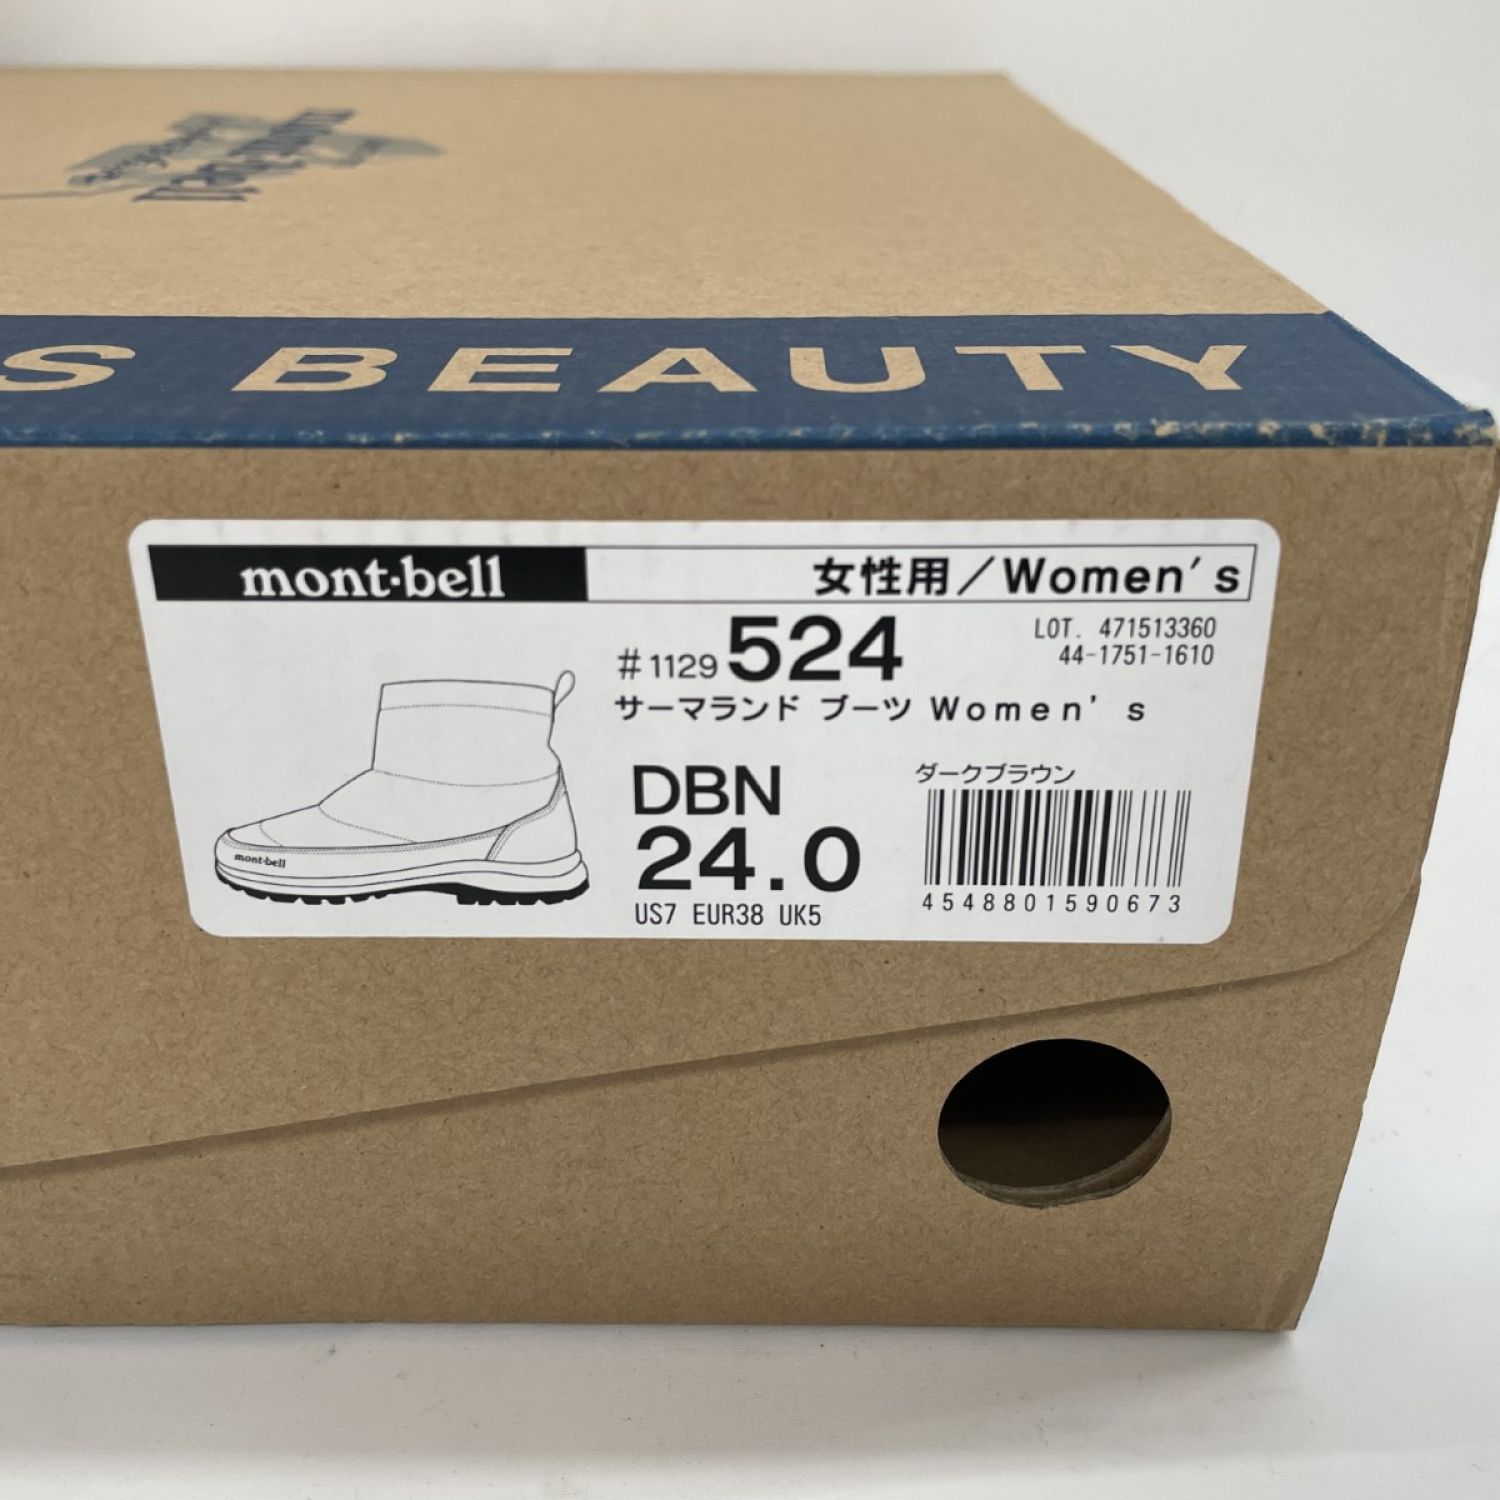 S BEAUTY
mont-bell
女性用／Women's
#1129 524
LOT. 471513360
44-1751-1610
サーマランド ブーツ Women's
DBN
ダークブラウン
24.0
US7 EUR38 UK5
4548801590673
mont-bell